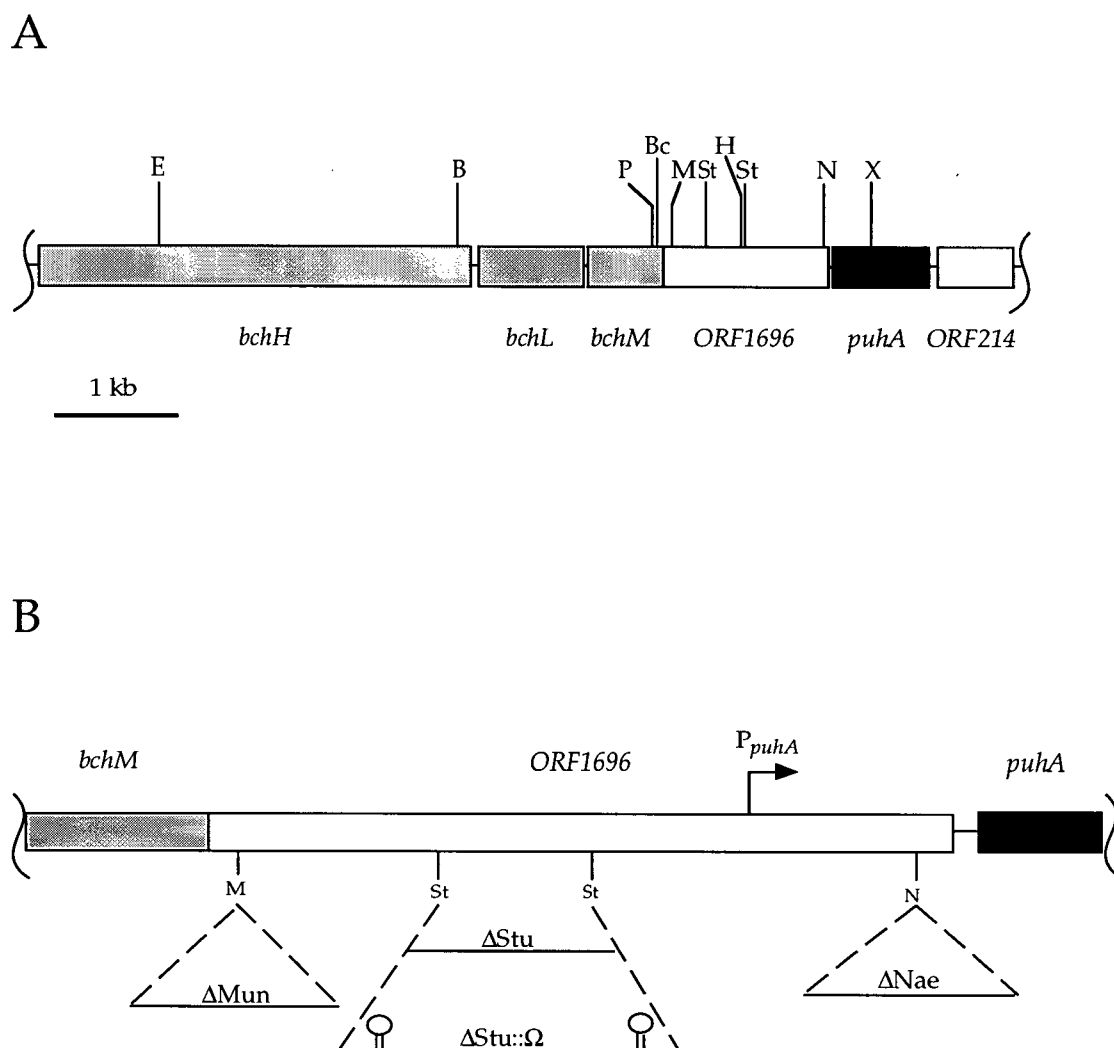 A
E B P Bc M St H St N X
bchH bchL bchM ORF1696 puhA ORF214
1 kb
B
bchM ORF1696 PpuhA puhA
M St St N
ΔStu
ΔMun ΔNae
ΔStu::Ω